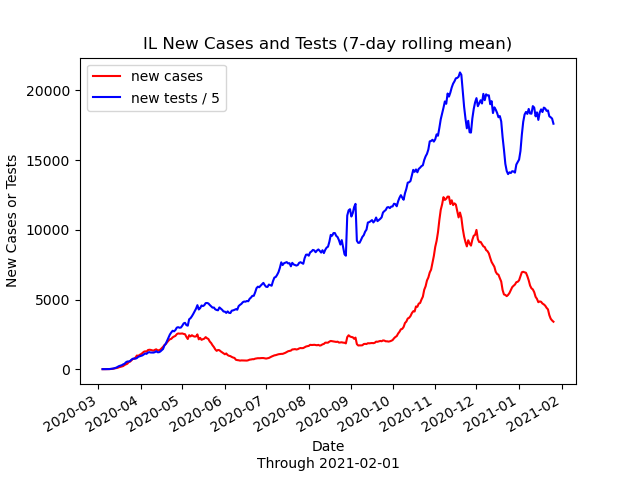 IL New Cases and Tests (7-day rolling mean)
new cases
new tests / 5
New Cases or Tests
20000
15000
10000
5000
0
2020-03
2020-04
2020-05
2020-06
2020-07
2020-08
2020-09
2020-10
2020-11
2020-12
2021-01
2021-02
Date
Through 2021-02-01